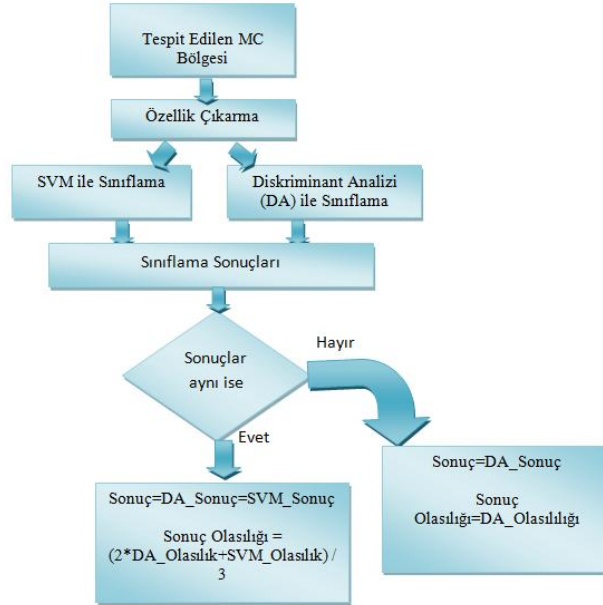 Tespit Edilen MC
Bölgesi
Özellik Çıkarma
SVM ile Sınıflama
Diskriminant Analizi
(DA) ile Sınıflama
Sınıflama Sonuçları
Sonuçlar
aynı ise
Hayır
Evet
Sonuç=DA_Sonuç=SVM_Sonuç
Sonuç Olasılığı =
(2*DA_Olasılık+SVM_Olasılık) /
3
Sonuç=DA_Sonuç
Sonuç
Olasılığı=DA_Olasılılığı